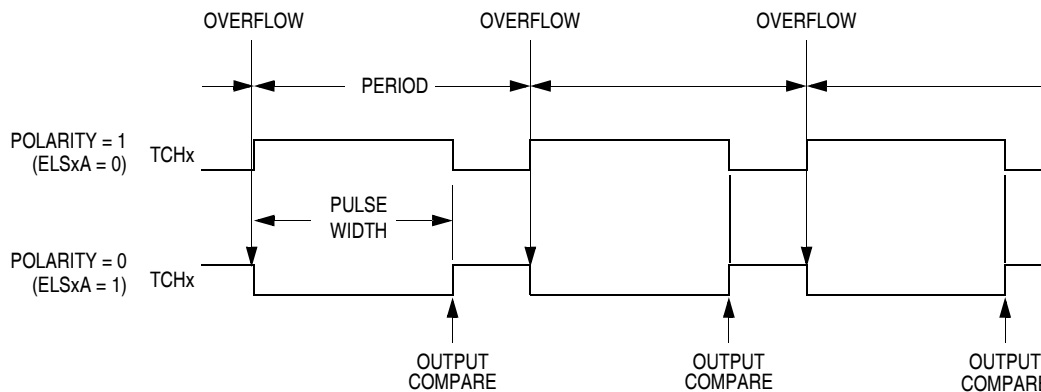 OVERFLOW OVERFLOW OVERFLOW
PERIOD
POLARITY = 1
(ELSxA = 0)
TCHx
PULSE
WIDTH
POLARITY = 0
(ELSxA = 1)
TCHx
OUTPUT
COMPARE
OUTPUT
COMPARE
OUTPUT
COMPARE